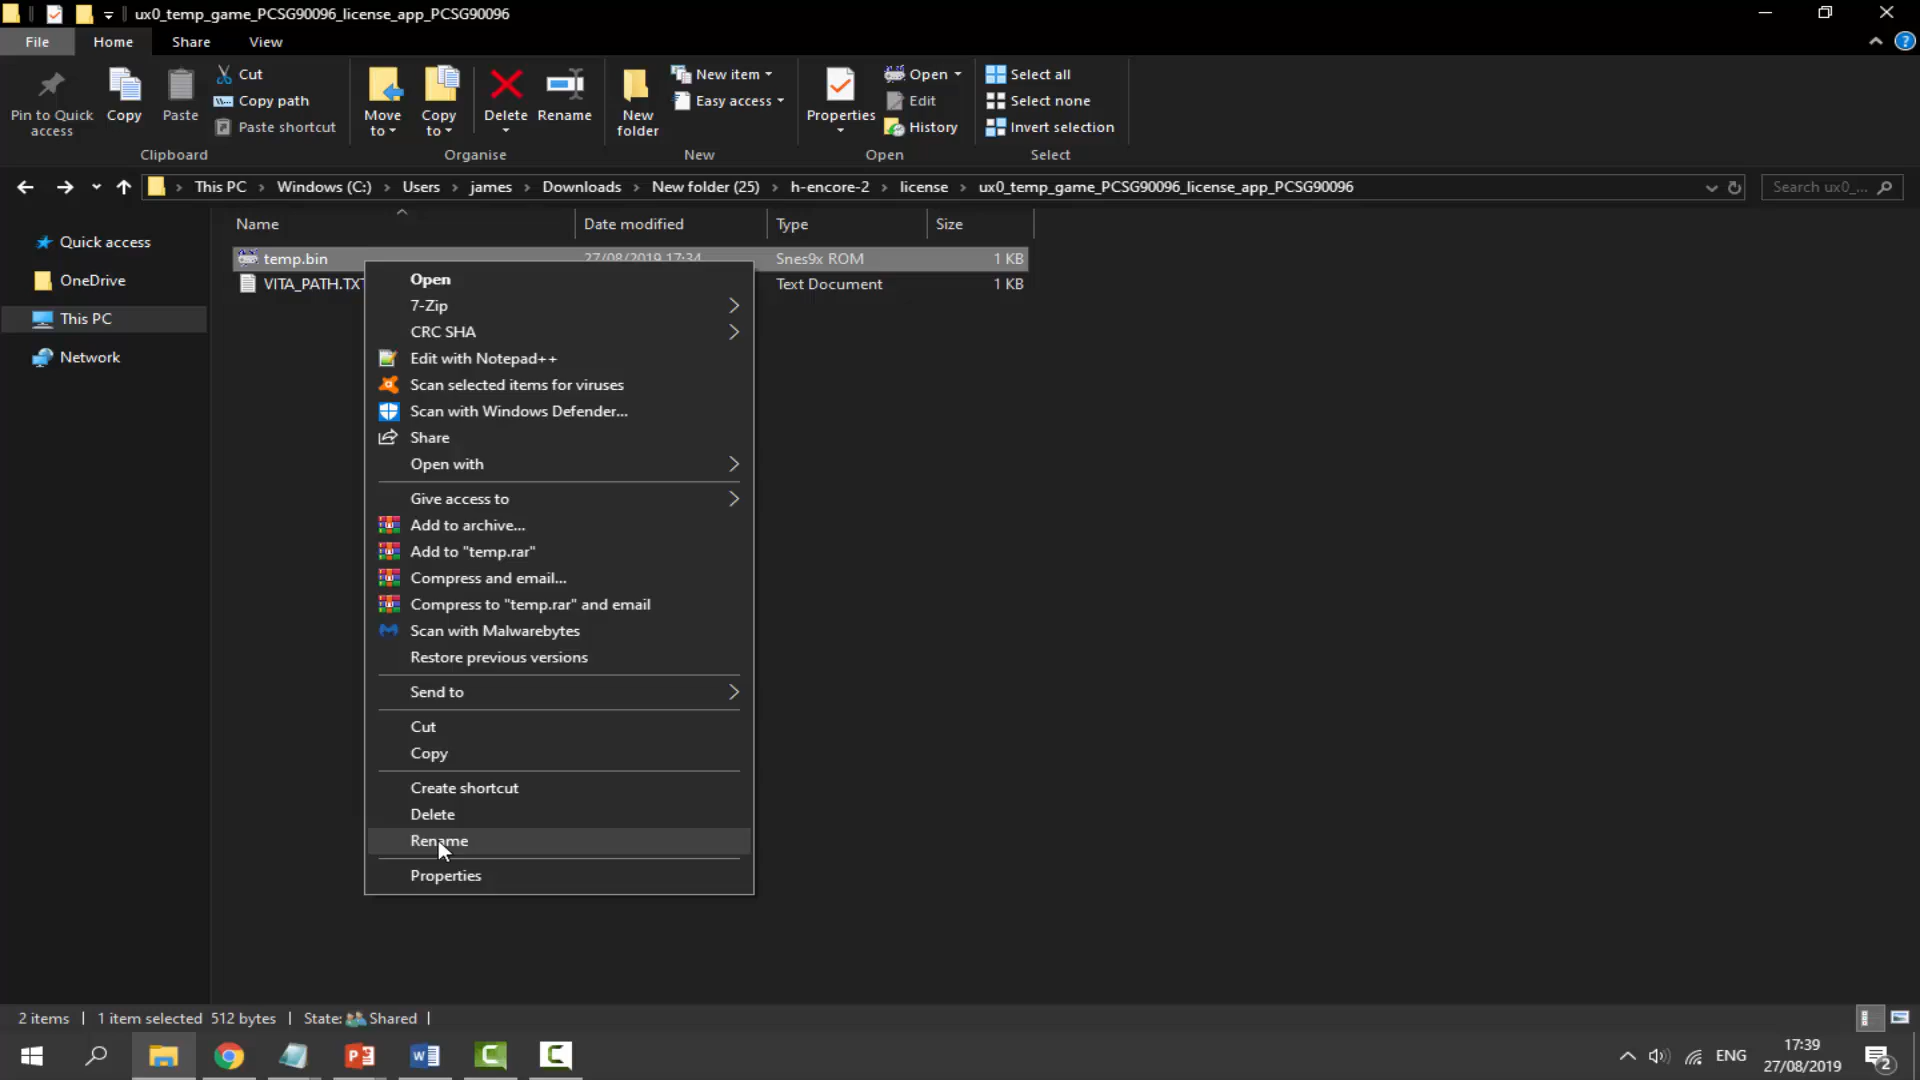 ux0_temp_game_PCSG90096_license_app_PCSG90096
File Home Share View
Pin to Quick access
Copy
Paste
Cut
Copy path
Paste shortcut
Clipboard
Move to
Copy to
Delete
Rename
Organise
New folder
New item
Easy access
New
Properties
Open
Edit
History
Open
Select all
Select none
Invert selection
Select
This PC > Windows (C:) > Users > james > Downloads > New folder (25) > h-encore-2 > license > ux0_temp_game_PCSG90096_license_app_PCSG90096
Search ux0_...
Quick access
OneDrive
This PC
Network
Name Date modified Type Size
temp.bin 27/08/2019 17:34 Snes9x ROM 1 KB
VITA_PATH.TXT Text Document 1 KB
Open
7-Zip
CRC SHA
Edit with Notepad++
Scan selected items for viruses
Scan with Windows Defender...
Share
Open with
Give access to
Add to archive...
Add to "temp.rar"
Compress and email...
Compress to "temp.rar" and email
Scan with Malwarebytes
Restore previous versions
Send to
Cut
Copy
Create shortcut
Delete
Rename
Properties
2 items | 1 item selected 512 bytes | State: Shared |
ENG
17:39
27/08/2019
2